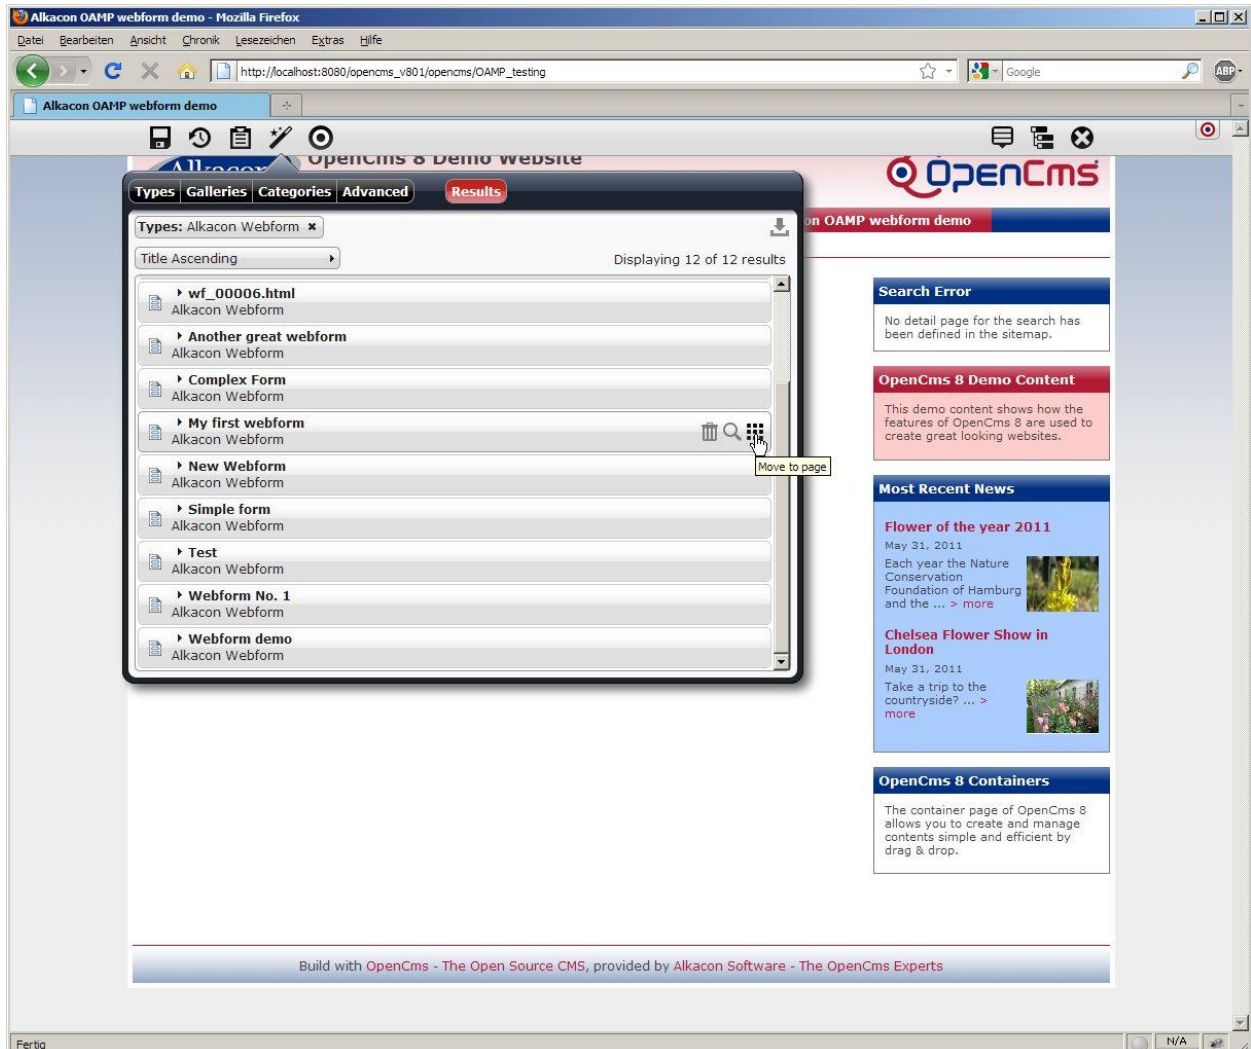 Alkacon OAMP webform demo - Mozilla Firefox
Datei Bearbeiten Ansicht Chronik Lesezeichen Extras Hilfe
http://localhost:8080/opencms_v801/opencms/OAMP_testing
Google
ABP
Alkacon OAMP webform demo
Alkacon
OpenCms 8 Demo Website
OpenCms
Types Galleries Categories Advanced Results
on OAMP webform demo
Types: Alkacon Webform
Title Ascending
Displaying 12 of 12 results
wf_00006.html
Alkacon Webform
Another great webform
Alkacon Webform
Complex Form
Alkacon Webform
My first webform
Alkacon Webform
Move to page
New Webform
Alkacon Webform
Simple form
Alkacon Webform
Test
Alkacon Webform
Webform No. 1
Alkacon Webform
Webform demo
Alkacon Webform
Search Error
No detail page for the search has
been defined in the sitemap.
OpenCms 8 Demo Content
This demo content shows how the
features of OpenCms 8 are used to
create great looking websites.
Most Recent News
Flower of the year 2011
May 31, 2011
Each year the Nature
Conservation
Foundation of Hamburg
and the ... > more
Chelsea Flower Show in
London
May 31, 2011
Take a trip to the
countryside? ... >
more
OpenCms 8 Containers
The container page of OpenCms 8
allows you to create and manage
contents simple and efficient by
drag & drop.
Build with OpenCms - The Open Source CMS, provided by Alkacon Software - The OpenCms Experts
Fertig
N/A